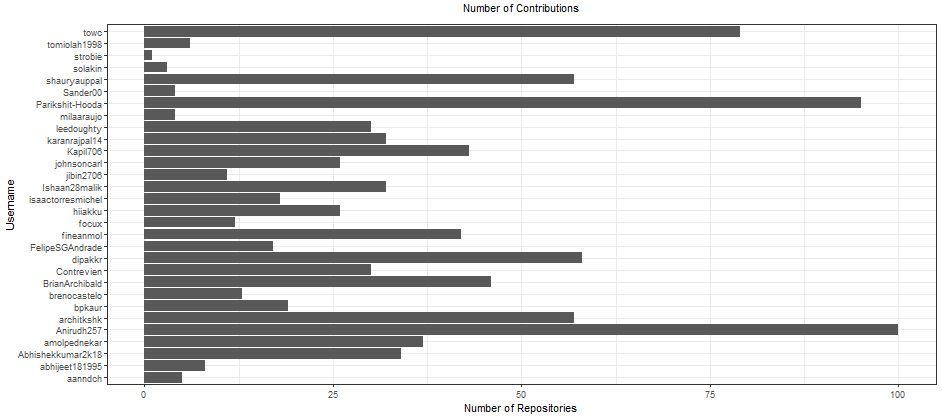 Number of Contributions
towc
tomiolah1998
strobie
solakin
shauryauppal
Sander00
Parikshit-Hooda
milaaraujo
leedoughty
karanrajpal14
Kapil706
johnsoncarl
jibin2706
Ishaan28malik
isaactorresmichel
hiiakku
focux
fineanmol
FelipeSGAndrade
dipakkr
Contrevien
BrianArchibald
brenocastelo
bpkaur
architkshk
Anirudh257
amolpednekar
Abhishekkumar2k18
abhijeet181995
aanndch
Username
0 25 50 75 100
Number of Repositories